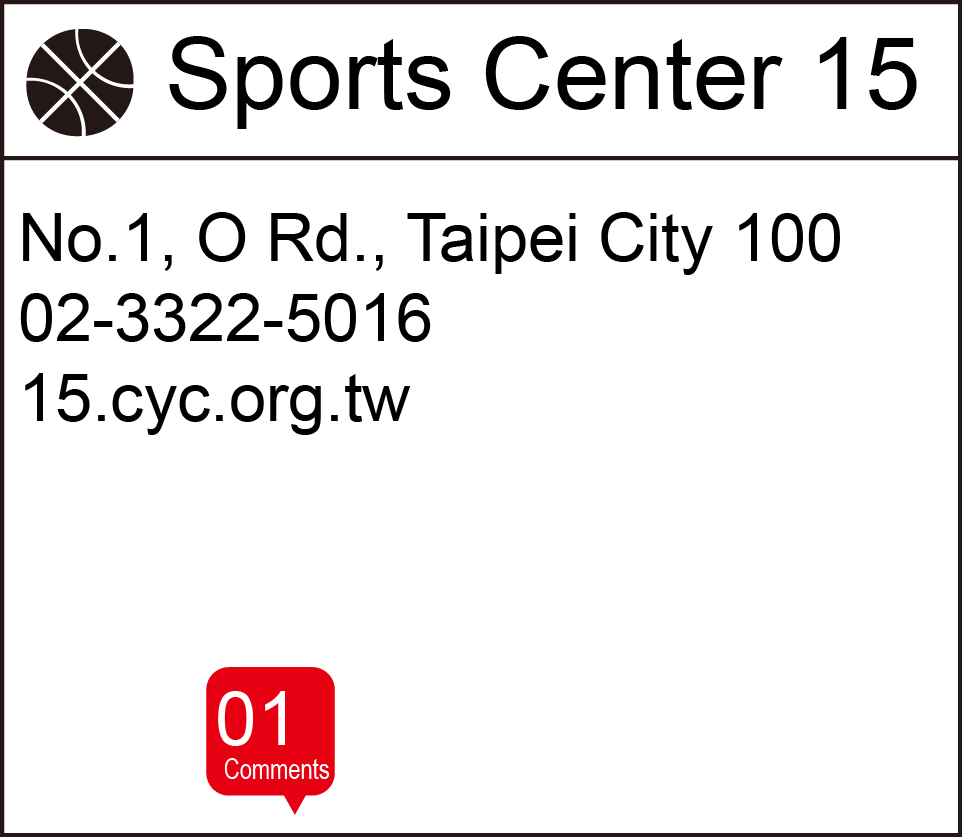 Sports Center 15
No.1, O Rd., Taipei City 100
02-3322-5016
15.cyc.org.tw
01
Comments